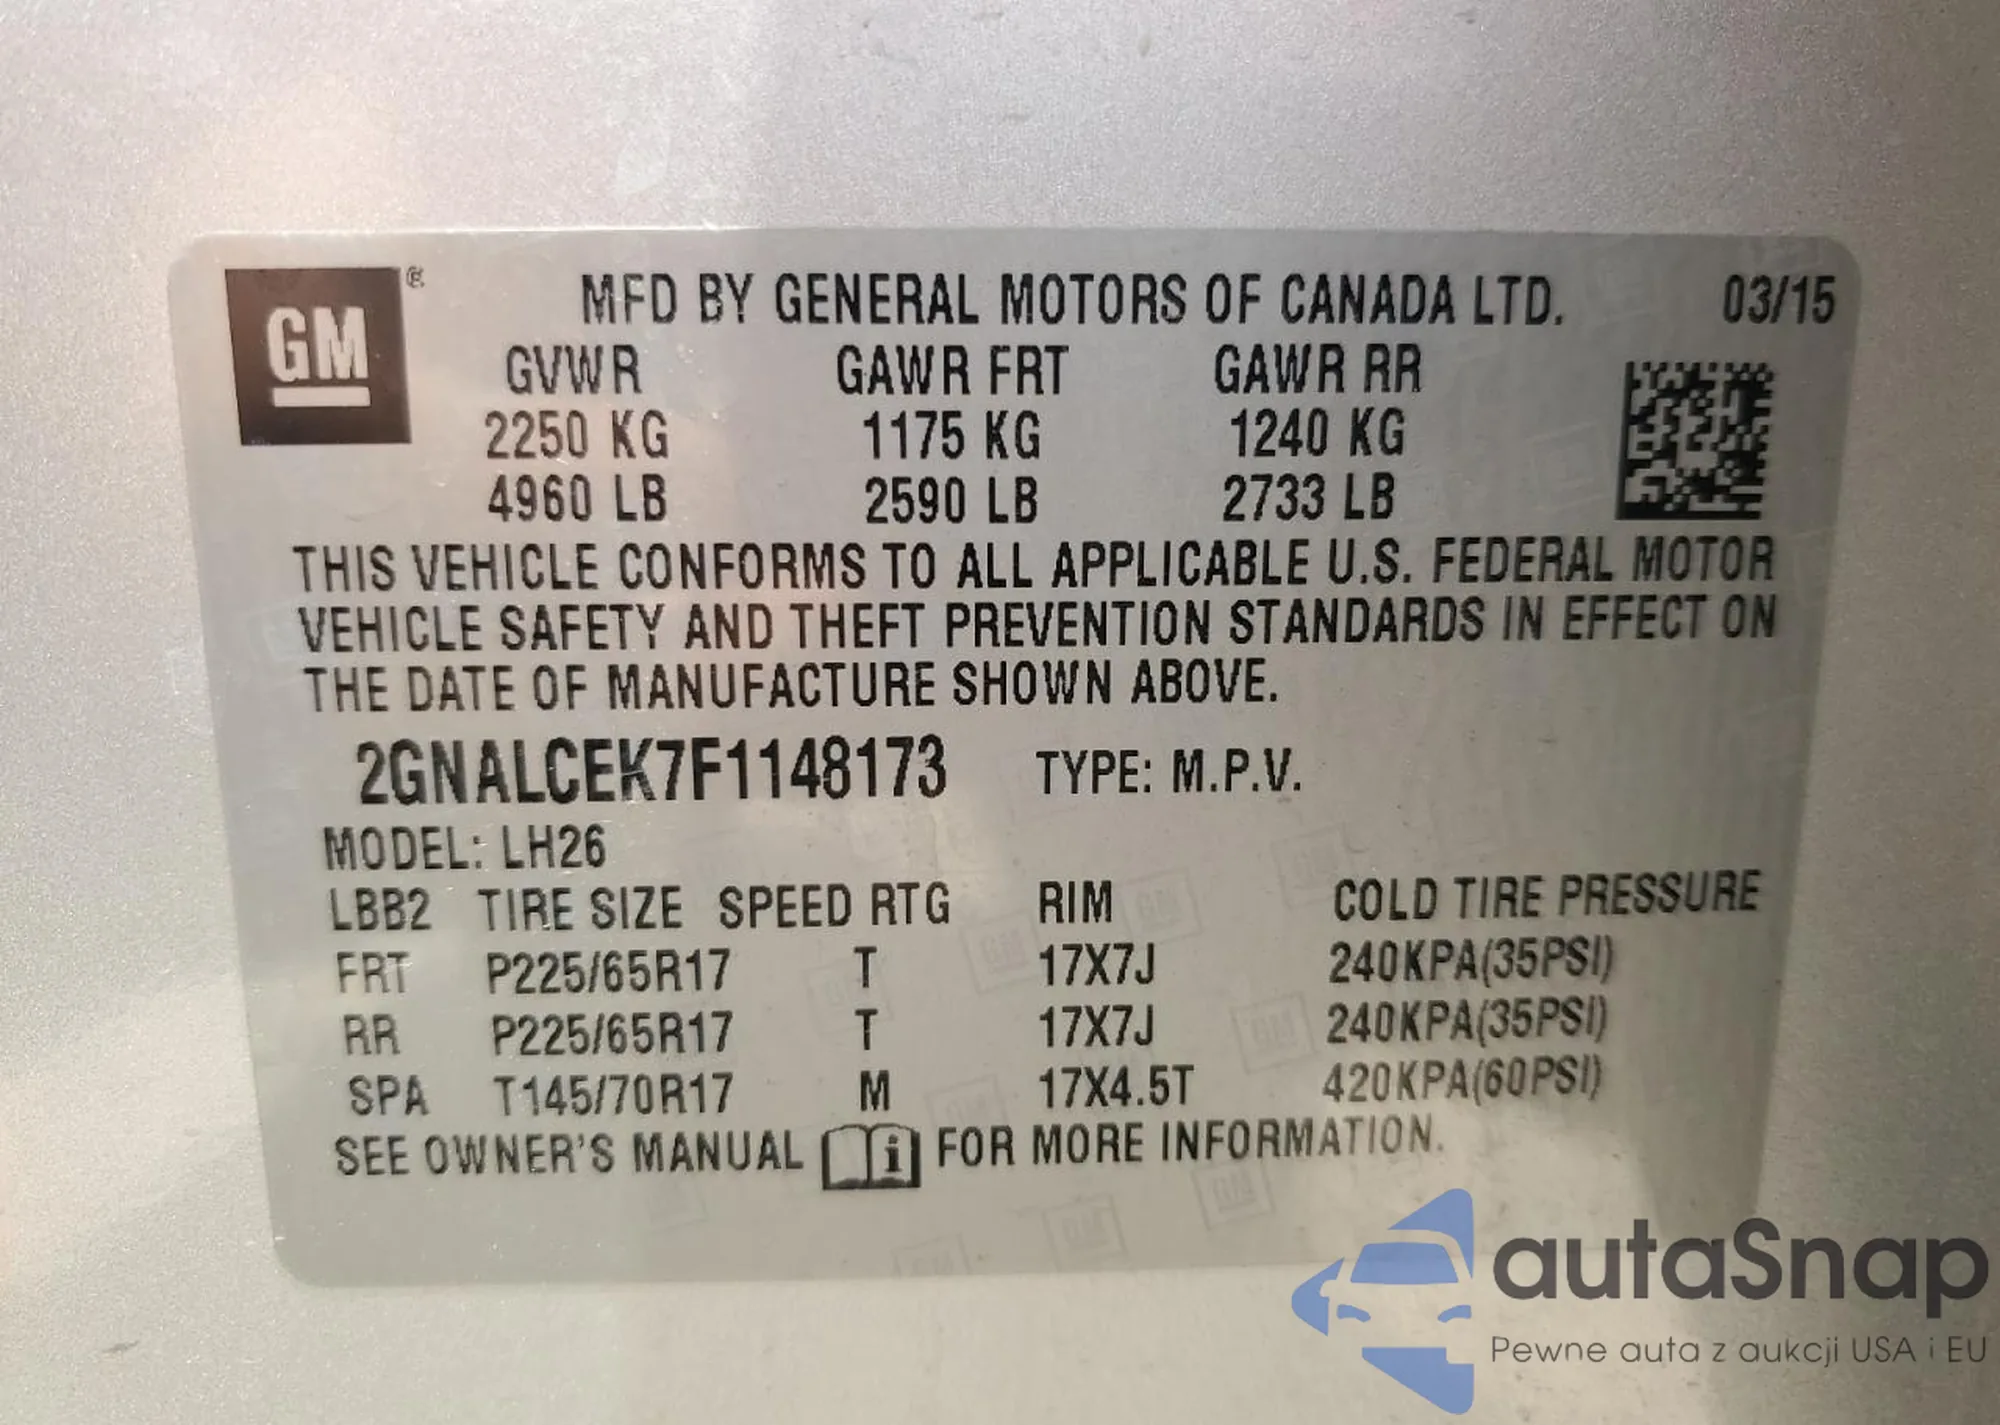 GM ®
MFD BY GENERAL MOTORS OF CANADA LTD. 03/15
GVWR GAWR FRT GAWR RR
2250 KG 1175 KG 1240 KG
4960 LB 2590 LB 2733 LB
THIS VEHICLE CONFORMS TO ALL APPLICABLE U.S. FEDERAL MOTOR
VEHICLE SAFETY AND THEFT PREVENTION STANDARDS IN EFFECT ON
THE DATE OF MANUFACTURE SHOWN ABOVE.
2GNALCEK7F1148173 TYPE: M.P.V.
MODEL: LH26
LBB2 TIRE SIZE SPEED RTG RIM COLD TIRE PRESSURE
FRT P225/65R17 T 17X7J 240KPA(35PSI)
RR P225/65R17 T 17X7J 240KPA(35PSI)
SPA T145/70R17 M 17X4.5T 420KPA(60PSI)
SEE OWNER'S MANUAL i FOR MORE INFORMATION.
autaSnap
Pewne auta z aukcji USA i EU